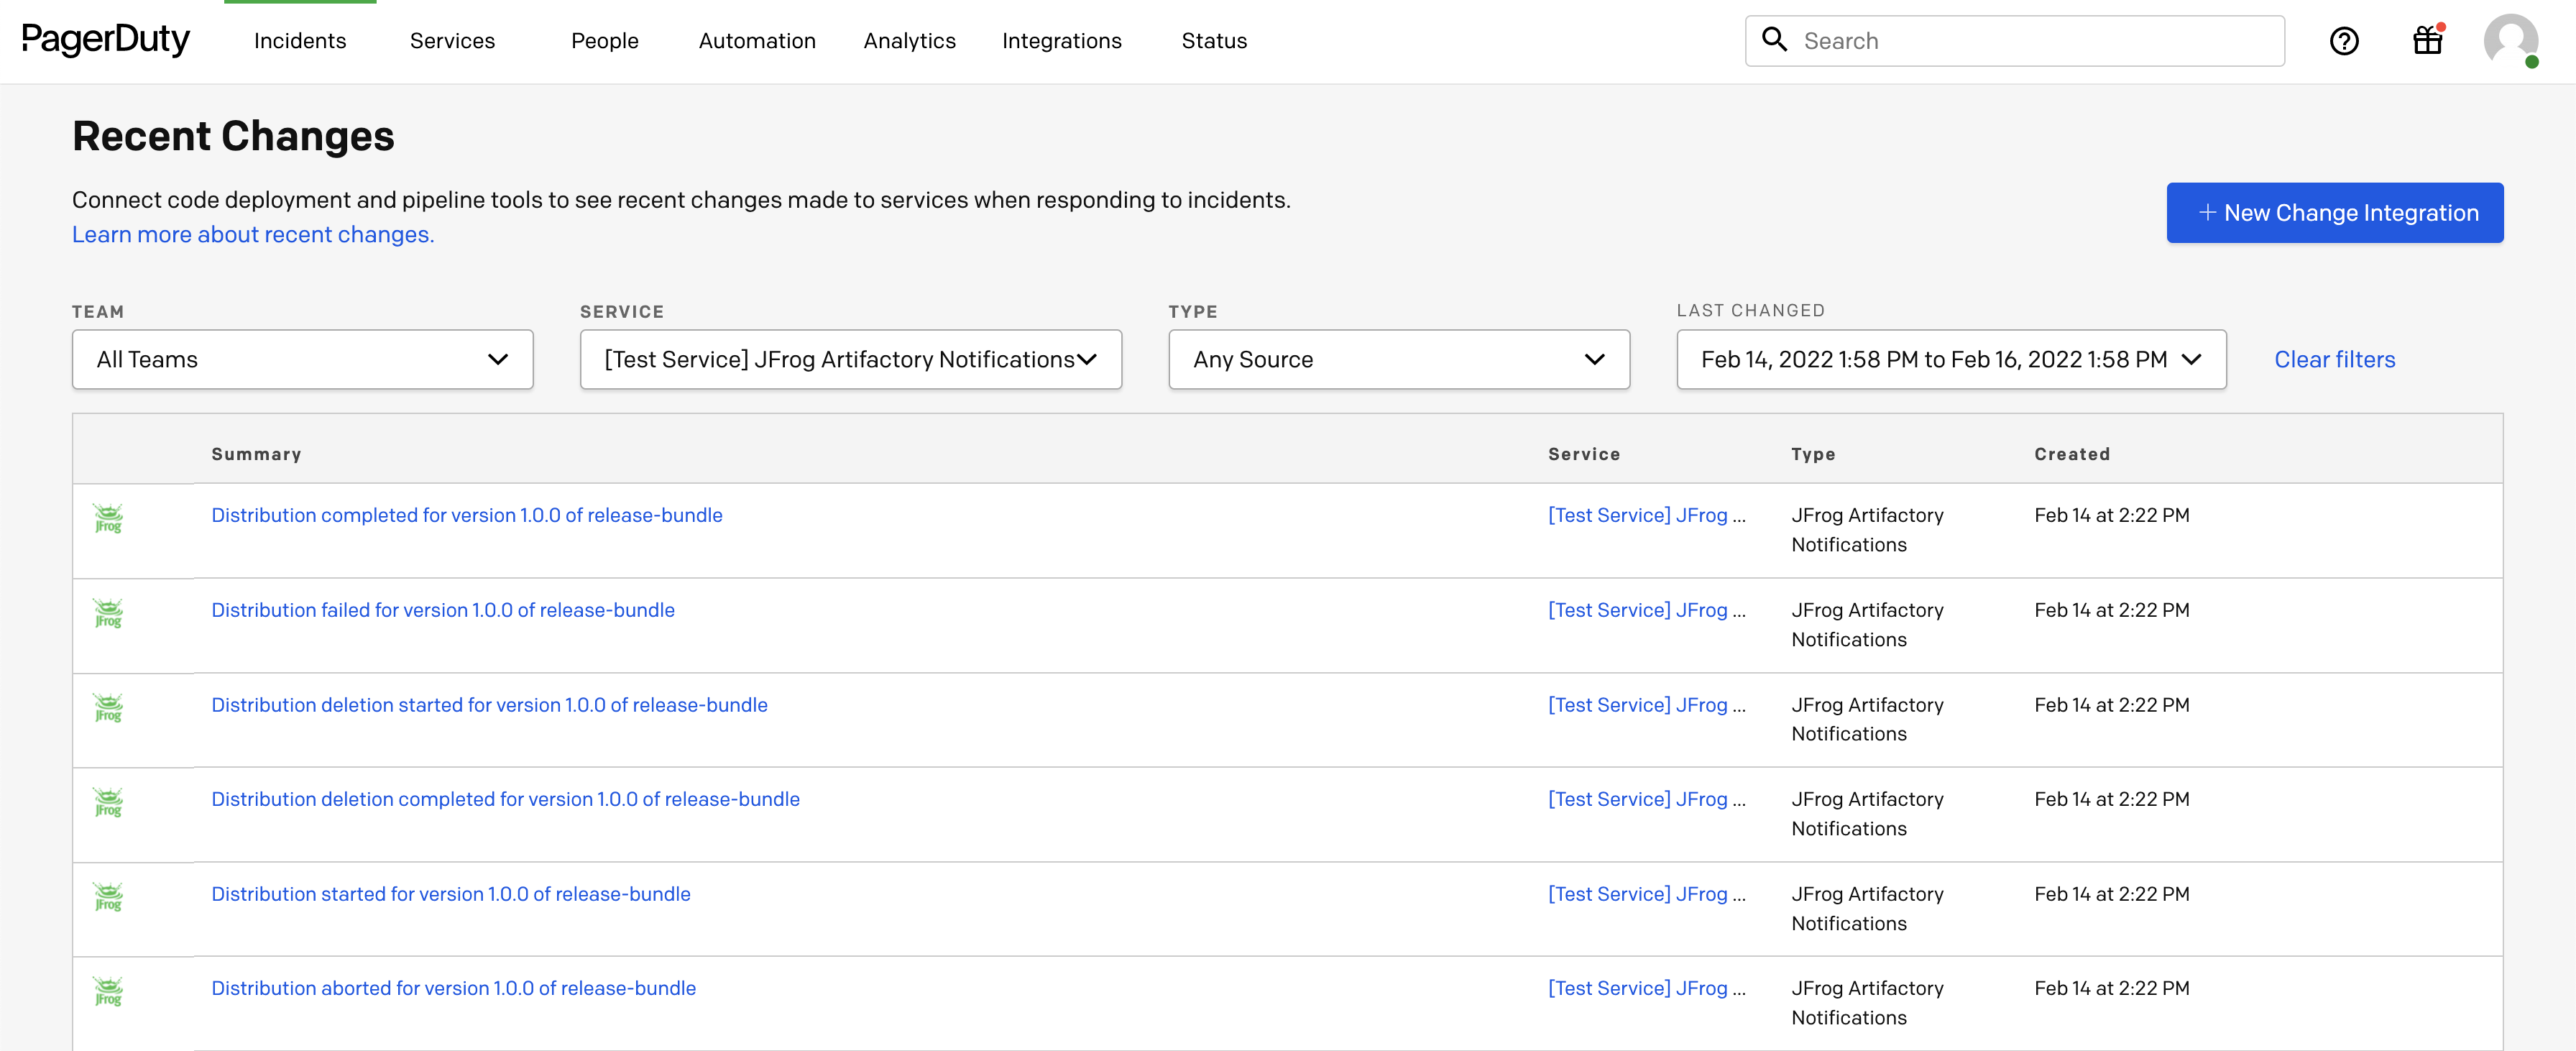 PagerDuty
Incidents
Services
People
Automation
Analytics
Integrations
Status
Search
Recent Changes
Connect code deployment and pipeline tools to see recent changes made to services when responding to incidents.
Learn more about recent changes.
+ New Change Integration
TEAM
SERVICE
TYPE
LAST CHANGED
All Teams
[Test Service] JFrog Artifactory Notifications
Any Source
Feb 14, 2022 1:58 PM to Feb 16, 2022 1:58 PM
Clear filters
Summary
Service
Type
Created
JFrog
Distribution completed for version 1.0.0 of release-bundle
[Test Service] JFrog ...
JFrog Artifactory
Notifications
Feb 14 at 2:22 PM
JFrog
Distribution failed for version 1.0.0 of release-bundle
[Test Service] JFrog ...
JFrog Artifactory
Notifications
Feb 14 at 2:22 PM
JFrog
Distribution deletion started for version 1.0.0 of release-bundle
[Test Service] JFrog ...
JFrog Artifactory
Notifications
Feb 14 at 2:22 PM
JFrog
Distribution deletion completed for version 1.0.0 of release-bundle
[Test Service] JFrog ...
JFrog Artifactory
Notifications
Feb 14 at 2:22 PM
JFrog
Distribution started for version 1.0.0 of release-bundle
[Test Service] JFrog ...
JFrog Artifactory
Notifications
Feb 14 at 2:22 PM
JFrog
Distribution aborted for version 1.0.0 of release-bundle
[Test Service] JFrog ...
JFrog Artifactory
Notifications
Feb 14 at 2:22 PM